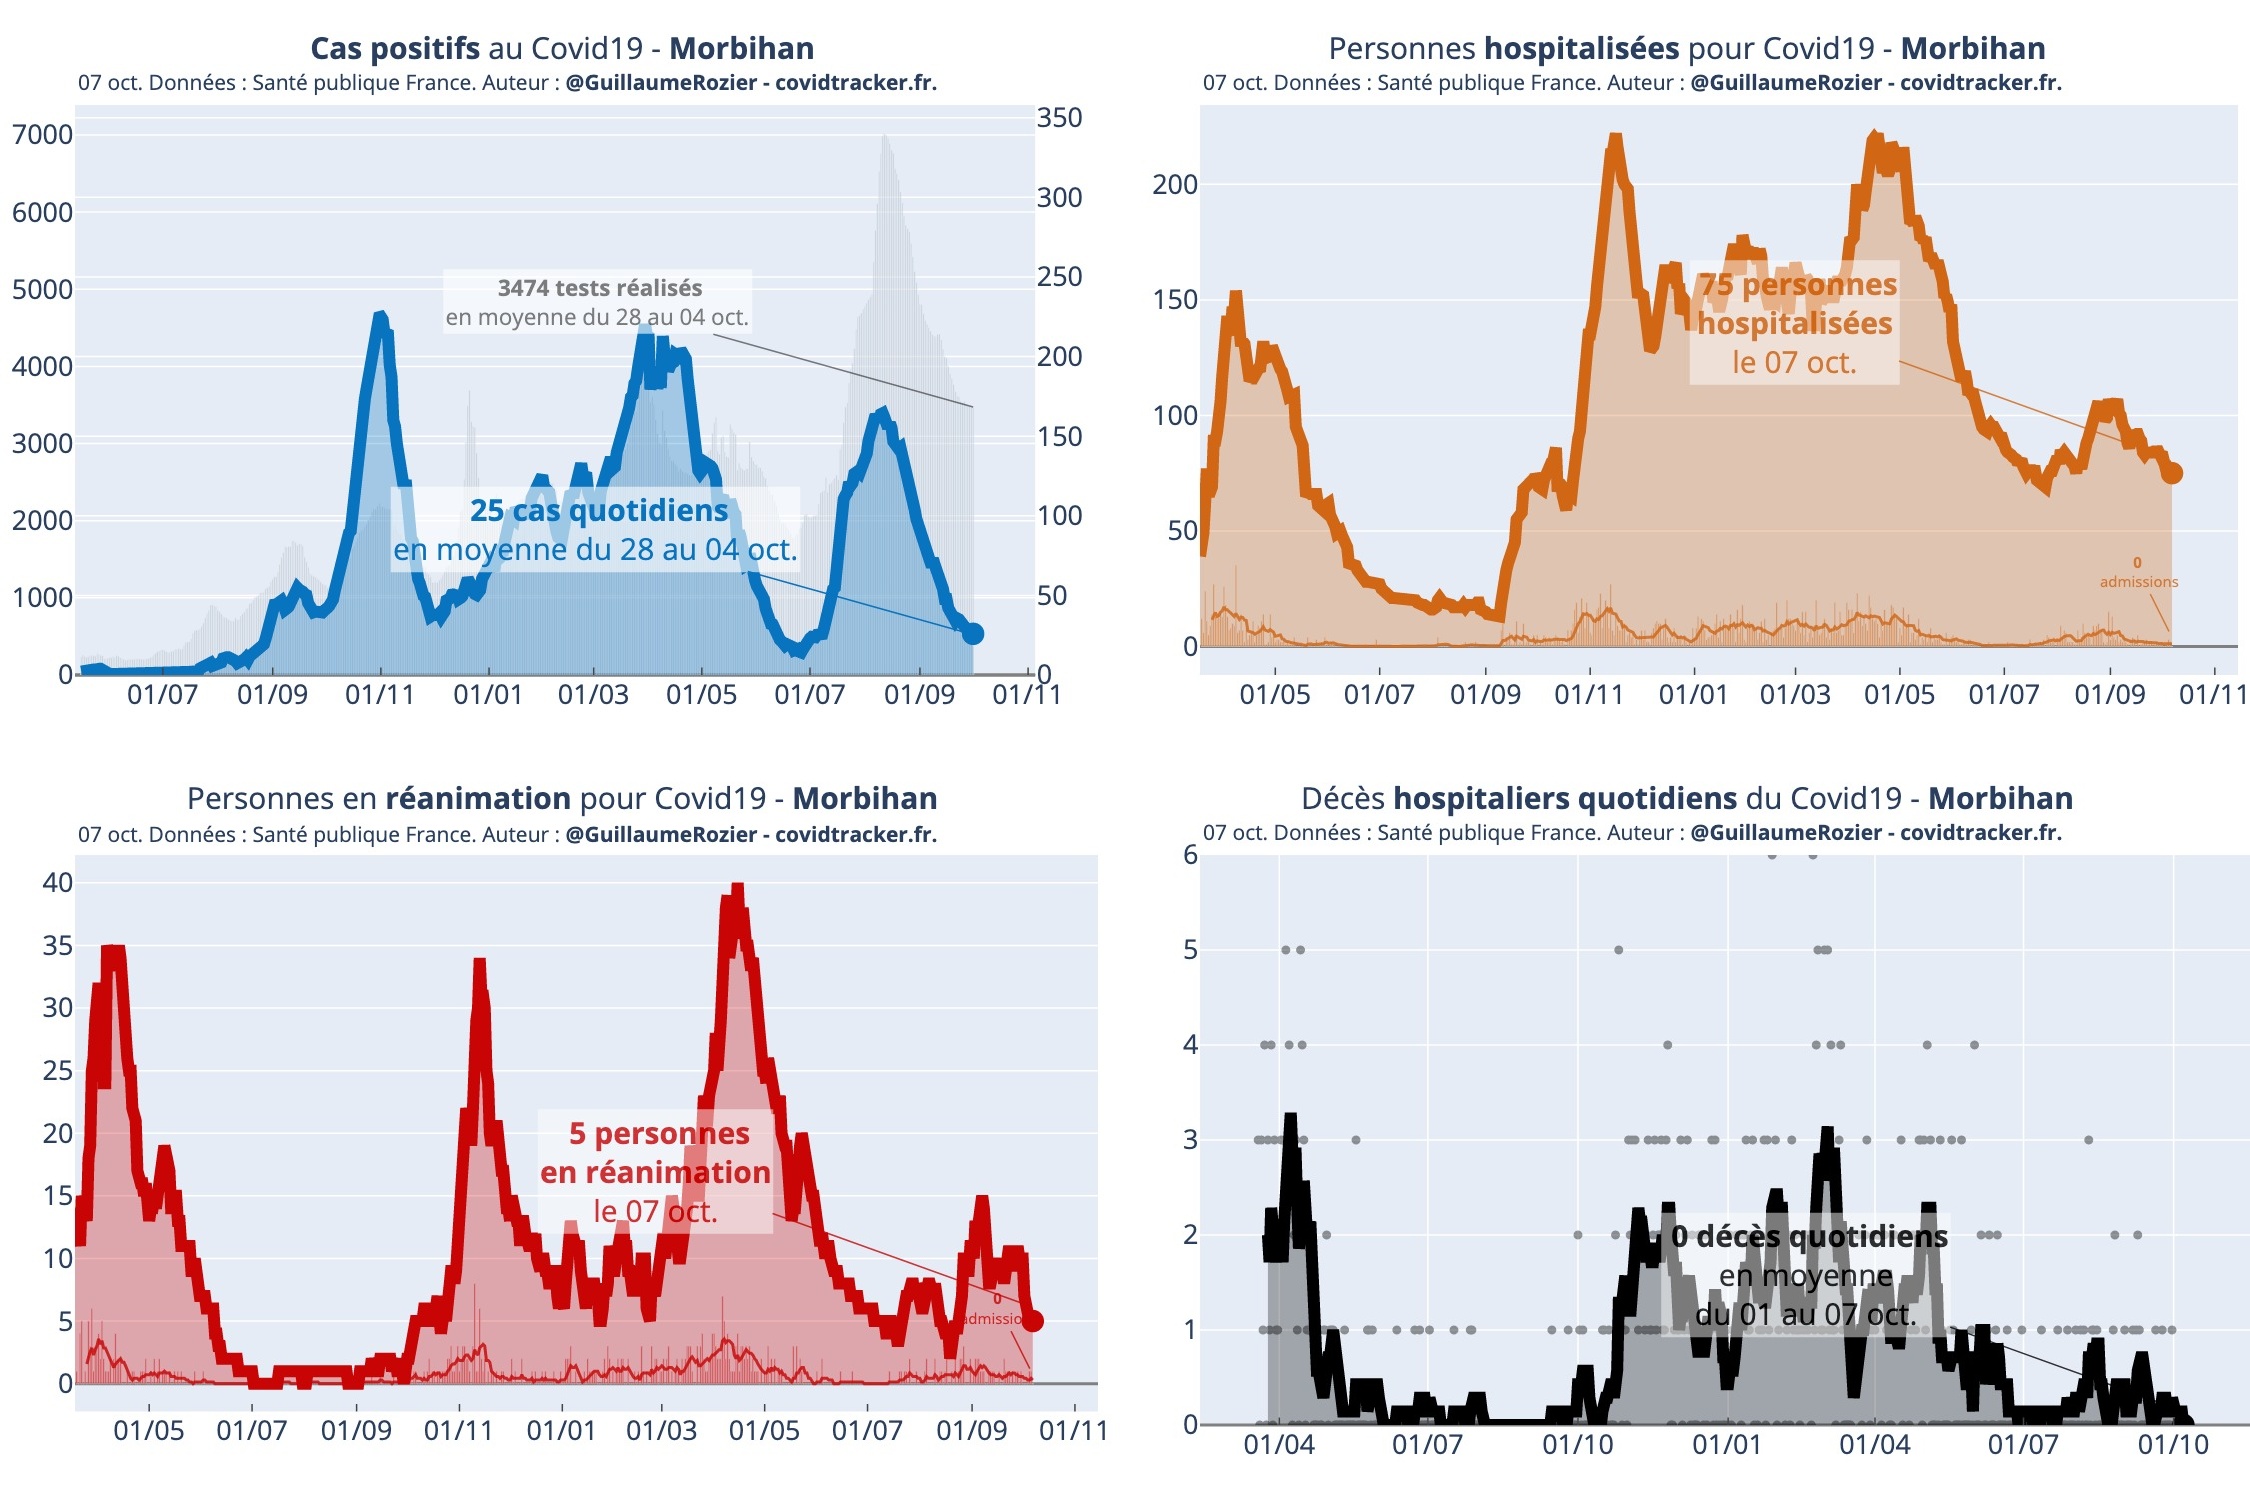 Cas positifs au Covid19 - Morbihan
07 oct. Données : Santé publique France. Auteur : @GuillaumeRozier - covidtracker.fr.
7000
6000
5000
4000
3000
2000
1000
0
350
300
250
200
150
100
50
0
3474 tests réalisés
en moyenne du 28 au 04 oct.
25 cas quotidiens
en moyenne du 28 au 04 oct.
01/07 01/09 01/11 01/01 01/03 01/05 01/07 01/09 01/11
Personnes hospitalisées pour Covid19 - Morbihan
07 oct. Données : Santé publique France. Auteur : @GuillaumeRozier - covidtracker.fr.
200
150
100
50
0
75 personnes
hospitalisées
le 07 oct.
0
admissions
01/05 01/07 01/09 01/11 01/01 01/03 01/05 01/07 01/09 01/11
Personnes en réanimation pour Covid19 - Morbihan
07 oct. Données : Santé publique France. Auteur : @GuillaumeRozier - covidtracker.fr.
40
35
30
25
20
15
10
5
0
5 personnes
en réanimation
le 07 oct.
0
admissio
01/05 01/07 01/09 01/11 01/01 01/03 01/05 01/07 01/09 01/11
Décès hospitaliers quotidiens du Covid19 - Morbihan
07 oct. Données : Santé publique France. Auteur : @GuillaumeRozier - covidtracker.fr.
6
5
4
3
2
1
0
0 décès quotidiens
en moyenne
du 01 au 07 oct.
01/04 01/07 01/10 01/01 01/04 01/07 01/10